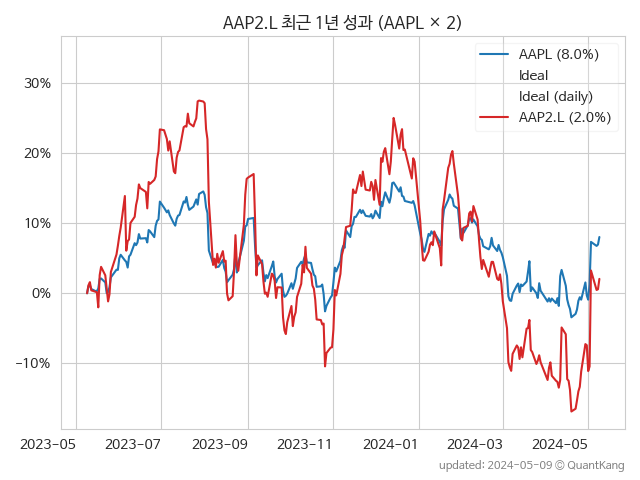 AAP2.L 최근 1년 성과 (AAPL × 2)
AAPL (8.0%)
Ideal
Ideal (daily)
AAP2.L (2.0%)
30%
20%
10%
0%
−10%
2023-05 2023-07 2023-09 2023-11 2024-01 2024-03 2024-05
updated: 2024-05-09 © QuantKang